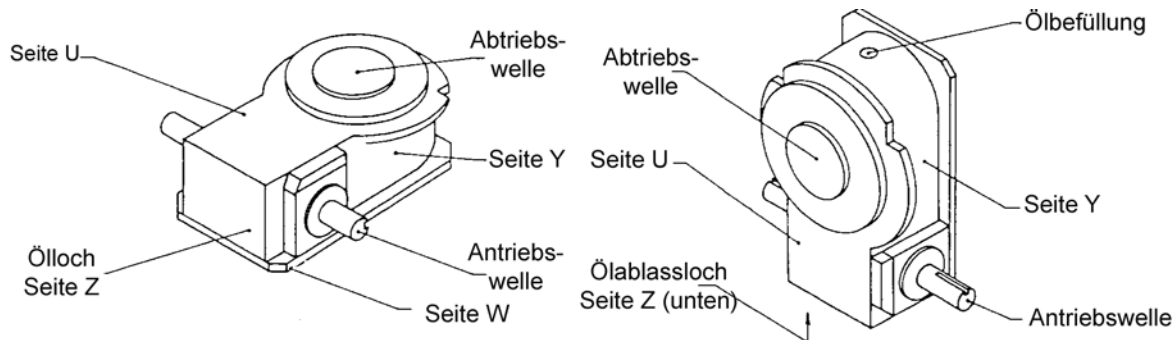 Seite U
Abtriebs-
welle
Seite Y
Antriebs-
welle
Seite W
Ölloch
Seite Z
Ölbefüllung
Abtriebs-
welle
Seite U
Seite Y
Ölablassloch
Seite Z (unten)
Antriebswelle